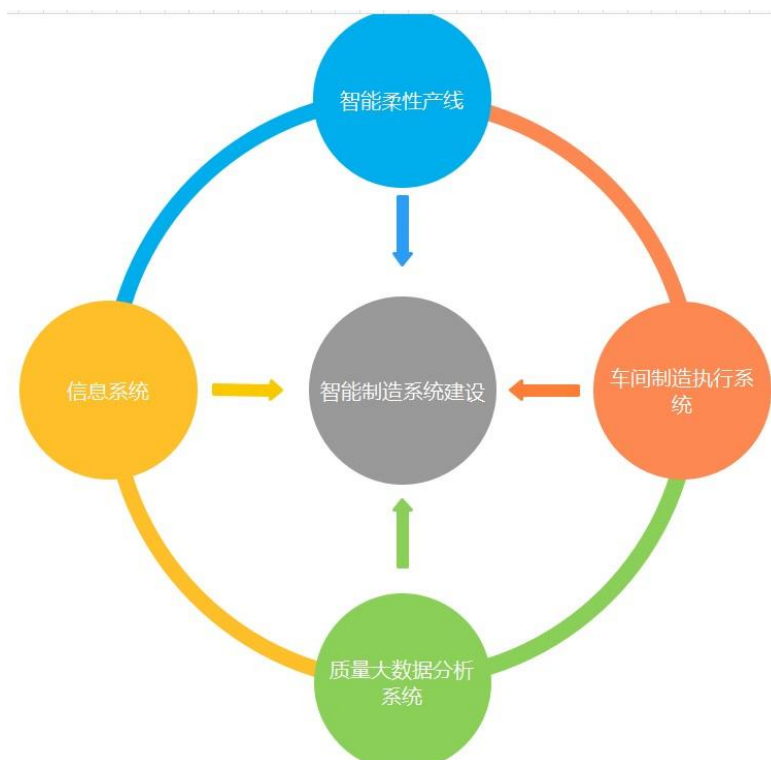 智能柔性产线
信息系统
智能制造系统建设
车间制造执行系
统
质量大数据分析
系统